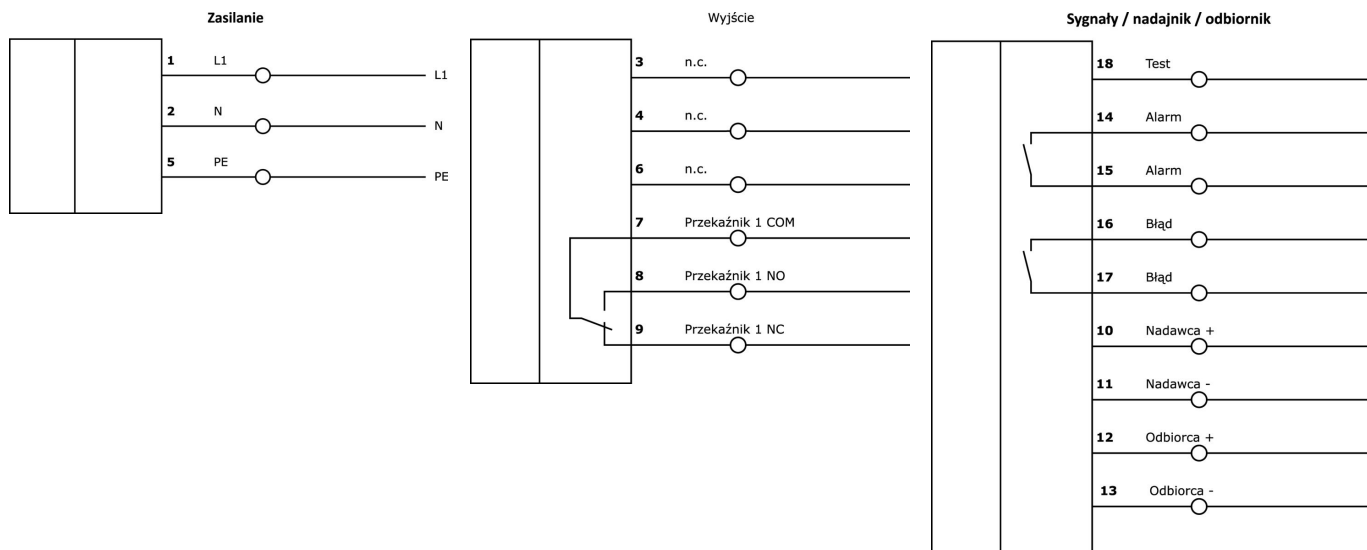 Zasilanie
1 L1
L1
2 N
N
5 PE
PE
Wyjście
3 n.c.
4 n.c.
6 n.c.
7 Przekaźnik 1 COM
8 Przekaźnik 1 NO
9 Przekaźnik 1 NC
Sygnały / nadajnik / odbiornik
18 Test
14 Alarm
15 Alarm
16 Błąd
17 Błąd
10 Nadawca +
11 Nadawca -
12 Odbiorca +
13 Odbiorca -